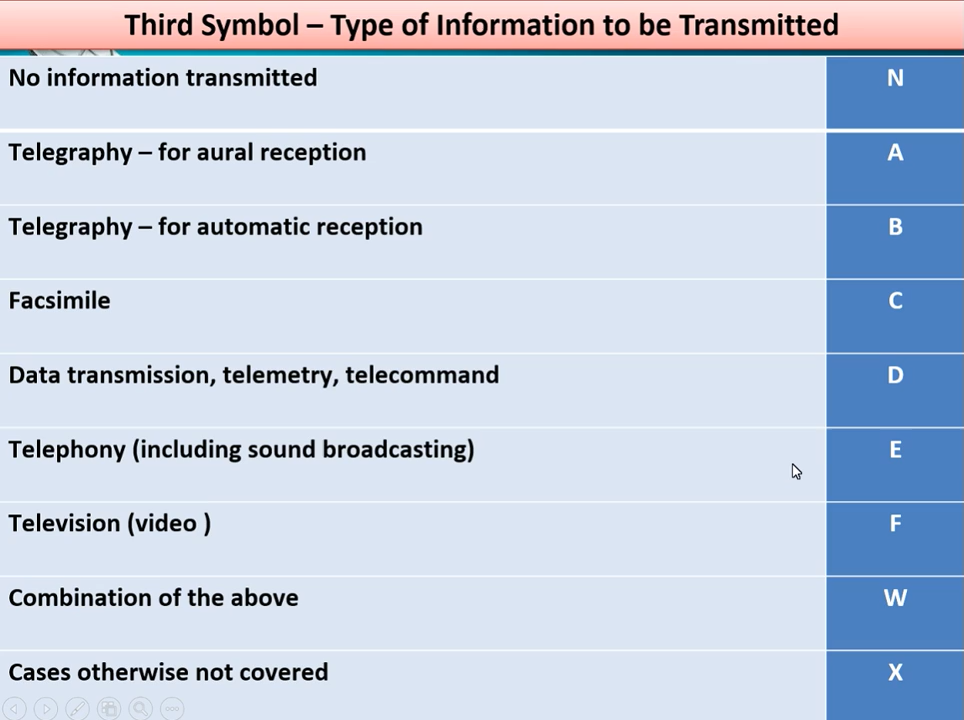 Third Symbol – Type of Information to be Transmitted
No information transmitted N
Telegraphy – for aural reception A
Telegraphy – for automatic reception B
Facsimile C
Data transmission, telemetry, telecommand D
Telephony (including sound broadcasting) E
Television (video ) F
Combination of the above W
Cases otherwise not covered X